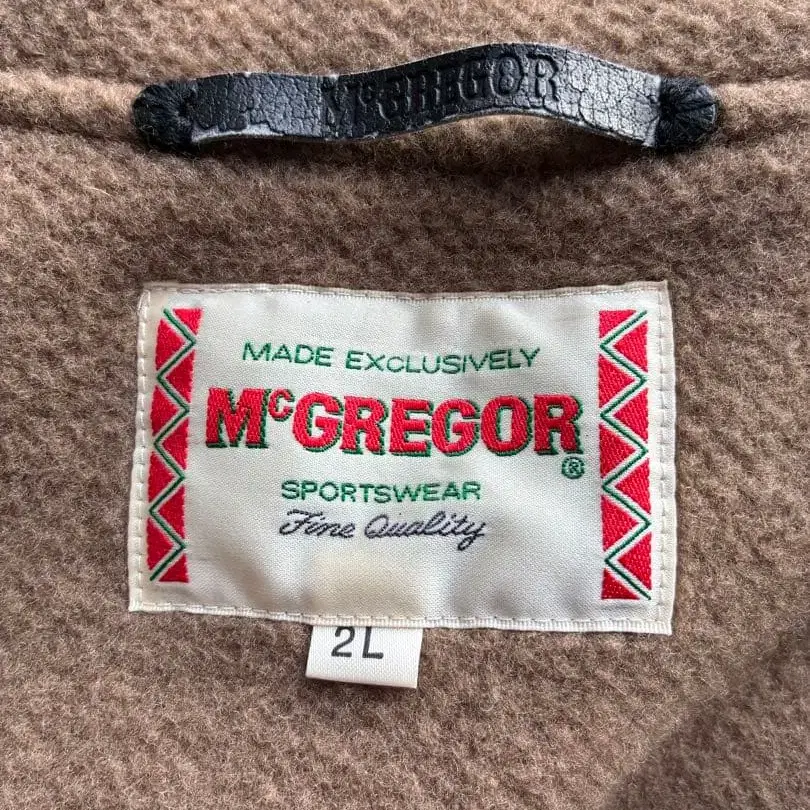 McGREGOR
MADE EXCLUSIVELY
McGREGOR®
SPORTSWEAR
Fine Quality
2L